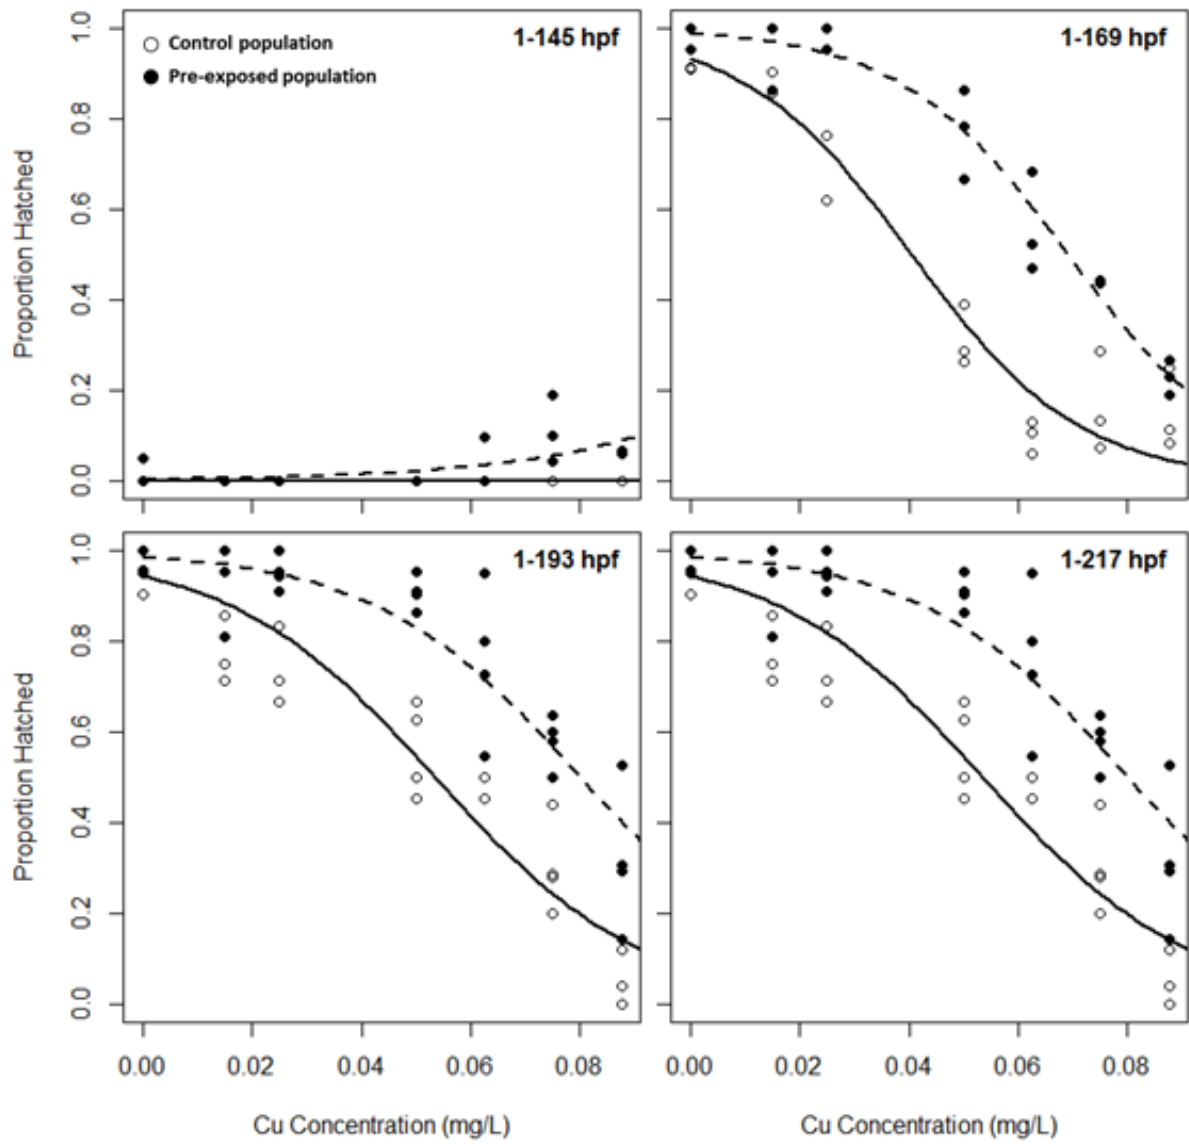 1-145 hpf
Control population
Pre-exposed population
Proportion Hatched
1.0
0.8
0.6
0.4
0.2
0.0
1-169 hpf
1-193 hpf
Proportion Hatched
1.0
0.8
0.6
0.4
0.2
0.0
1-217 hpf
0.00 0.02 0.04 0.06 0.08
0.00 0.02 0.04 0.06 0.08
Cu Concentration (mg/L)
Cu Concentration (mg/L)